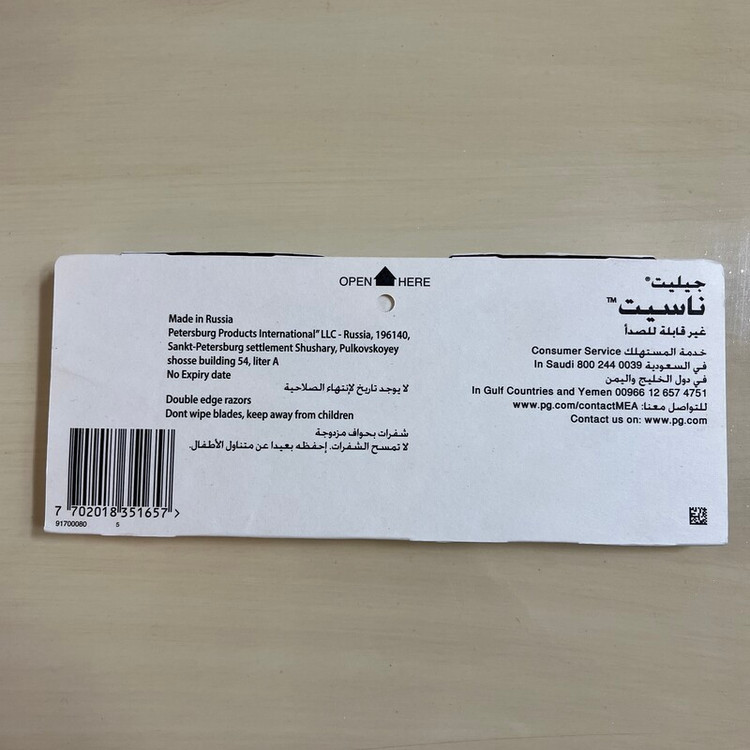 OPEN HERE
Made in Russia
Petersburg Products International" LLC - Russia, 196140,
Sankt-Petersburg settlement Shushary, Pulkovskoyey
shosse building 54, liter A
No Expiry date
لا يوجد تاريخ لإنتهاء الصلاحية
Double edge razors
Dont wipe blades, keep away from children
شفرات بحواف مزدوجة
لا تمسح الشفرات. إحفظه بعيدا عن متناول الأطفال.
7 702018 351657 >
91700080 5
جيليت®
ناسيت™
غير قابلة للصدأ
خدمة المستهلك Consumer Service
في السعودية In Saudi 800 244 0039
في دول الخليج واليمن
In Gulf Countries and Yemen 00966 12 657 4751
للتواصل معنا: www.pg.com/contactMEA
Contact us on: www.pg.com